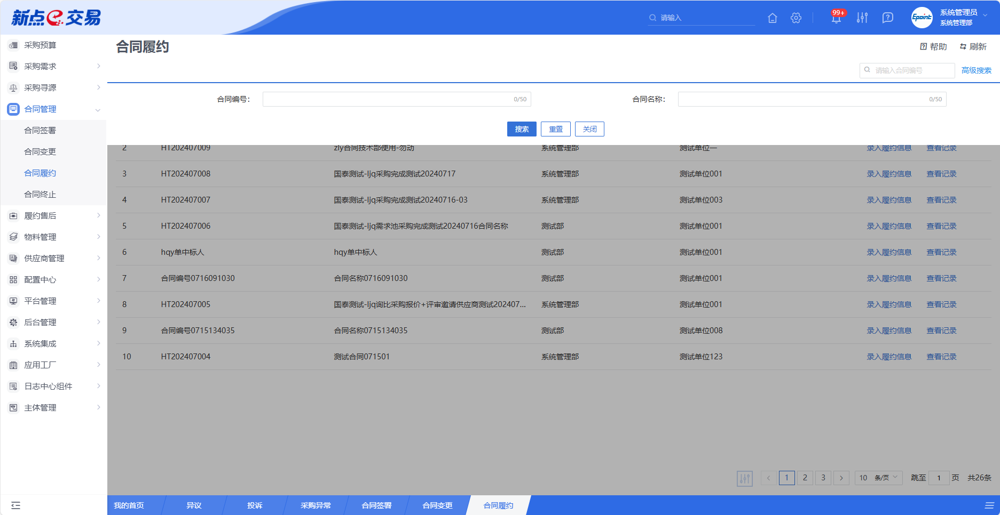 新点e交易
请输入
99+
?
Epoint
系统管理员
系统管理部
采购预算
采购需求
采购寻源
合同管理
合同签署
合同变更
合同履约
合同终止
履约售后
物料管理
供应商管理
配置中心
平台管理
后台管理
系统集成
应用工厂
日志中心组件
主体管理
合同履约
帮助 刷新
请输入合同编号 高级搜索
合同编号: 0/50 合同名称: 0/50
搜索 重置 关闭
2 HT202407009 zly合同技术部使用-勿动 系统管理部 测试单位一 录入履约信息 查看记录
3 HT202407008 国泰测试-ljq采购完成测试20240717 系统管理部 测试单位001 录入履约信息 查看记录
4 HT202407007 国泰测试-ljq采购完成测试20240716-03 系统管理部 测试单位003 录入履约信息 查看记录
5 HT202407006 国泰测试-ljq需求池采购完成测试20240716合同名称 测试部 测试单位001 录入履约信息 查看记录
6 hqy单中标人 hqy单中标人 测试部 测试单位001 录入履约信息 查看记录
7 合同编号0716091030 合同名称0716091030 测试部 测试单位001 录入履约信息 查看记录
8 HT202407005 国泰测试-ljq询比采购报价+评审邀请供应商测试202407... 系统管理部 测试单位001 录入履约信息 查看记录
9 合同编号0715134035 合同名称0715134035 测试部 测试单位008 录入履约信息 查看记录
10 HT202407004 测试合同071501 系统管理部 测试单位123 录入履约信息 查看记录
< 1 2 3 > 10 条/页 跳至 1 页 共26条
我的首页 异议 投诉 采购异常 合同签署 合同变更 合同履约